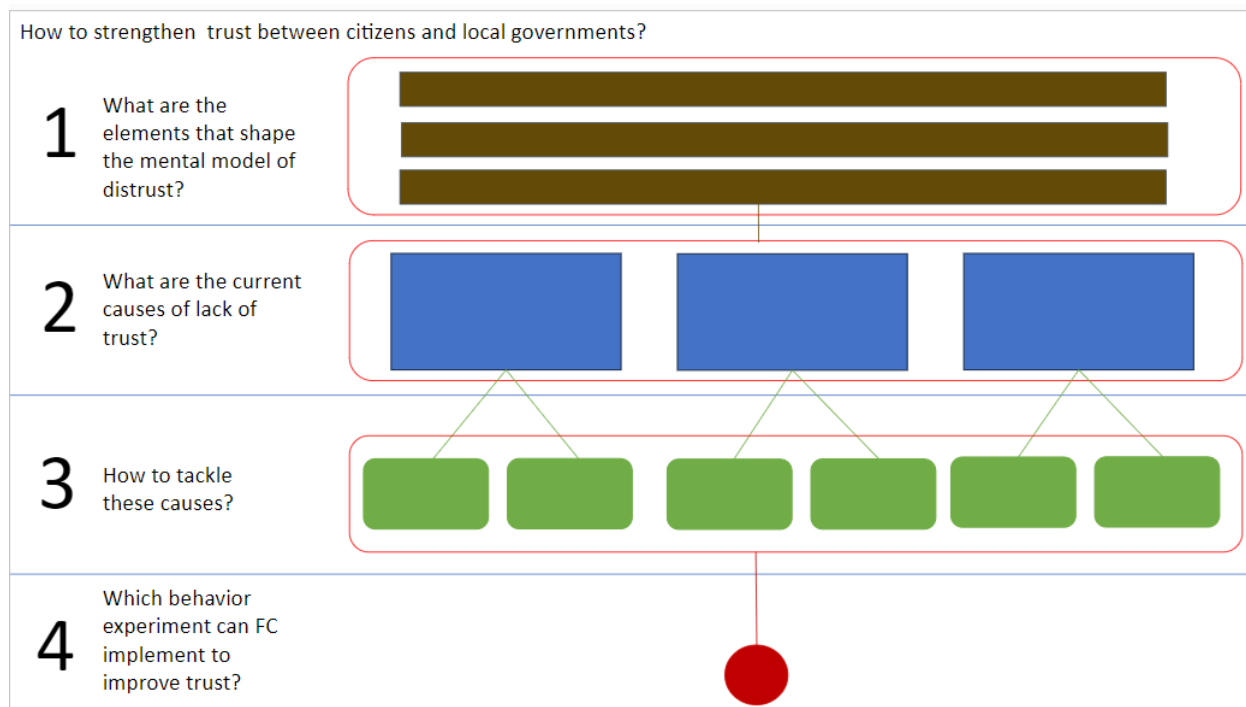 How to strengthen  trust between citizens and local governments?
1
What are the
elements that shape
the mental model of
distrust?
2
What are the current
causes of lack of
trust?
3
How to tackle
these causes?
4
Which behavior
experiment can FC
implement to
improve trust?